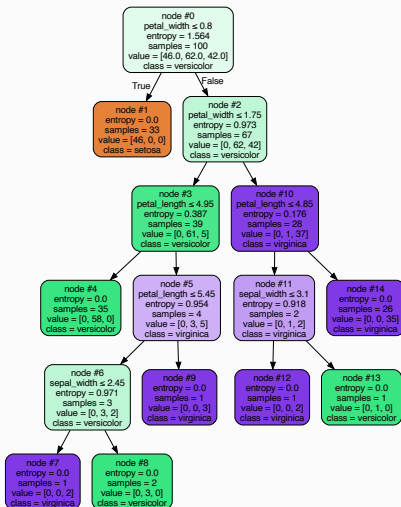 node #0
petal_width ≤ 0.8
entropy = 1.564
samples = 100
value = [46.0, 62.0, 42.0]
class = versicolor
True
False
node #1
entropy = 0.0
samples = 33
value = [46, 0, 0]
class = setosa
node #2
petal_width ≤ 1.75
entropy = 0.973
samples = 67
value = [0, 62, 42]
class = versicolor
node #3
petal_length ≤ 4.95
entropy = 0.387
samples = 39
value = [0, 61, 5]
class = versicolor
node #10
petal_length ≤ 4.85
entropy = 0.176
samples = 28
value = [0, 1, 37]
class = virginica
node #4
entropy = 0.0
samples = 35
value = [0, 58, 0]
class = versicolor
node #5
petal_length ≤ 5.45
entropy = 0.954
samples = 4
value = [0, 3, 5]
class = virginica
node #11
sepal_width ≤ 3.1
entropy = 0.918
samples = 2
value = [0, 1, 2]
class = virginica
node #14
entropy = 0.0
samples = 26
value = [0, 0, 35]
class = virginica
node #6
sepal_width ≤ 2.45
entropy = 0.971
samples = 3
value = [0, 3, 2]
class = versicolor
node #9
entropy = 0.0
samples = 1
value = [0, 0, 3]
class = virginica
node #12
entropy = 0.0
samples = 1
value = [0, 0, 2]
class = virginica
node #13
entropy = 0.0
samples = 1
value = [0, 1, 0]
class = versicolor
node #7
entropy = 0.0
samples = 1
value = [0, 0, 2]
class = virginica
node #8
entropy = 0.0
samples = 2
value = [0, 3, 0]
class = versicolor